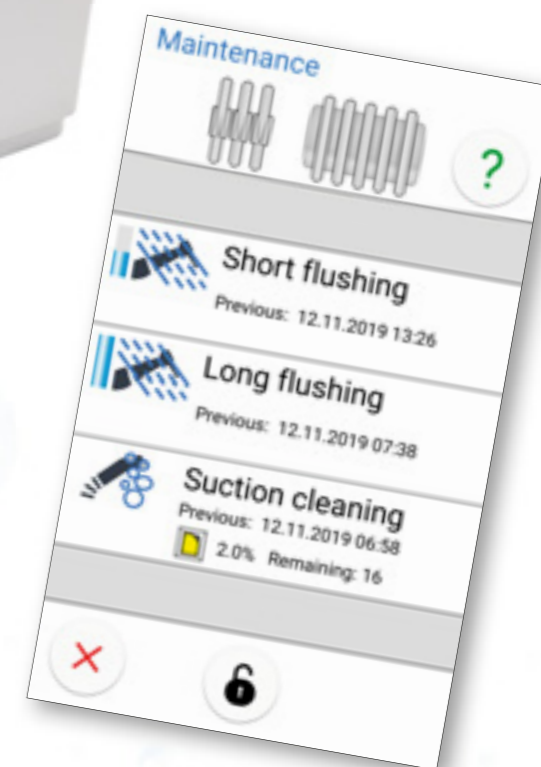 Maintenance
?
Short flushing
Previous: 12.11.2019 13:26
Long flushing
Previous: 12.11.2019 07:38
Suction cleaning
Previous: 12.11.2019 06:58
2.0% Remaining: 16